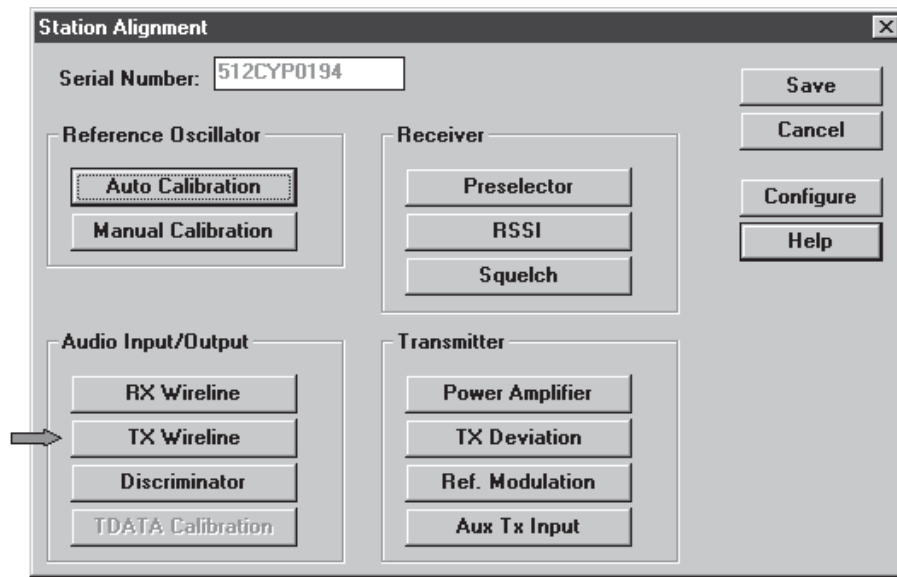 Station Alignment
Serial Number: 512CYP0194
Save
Cancel
Configure
Help
Reference Oscillator
Auto Calibration
Manual Calibration
Receiver
Preselector
RSSI
Squelch
Audio Input/Output
RX Wireline
TX Wireline
Discriminator
TDATA Calibration
Transmitter
Power Amplifier
TX Deviation
Ref. Modulation
Aux Tx Input